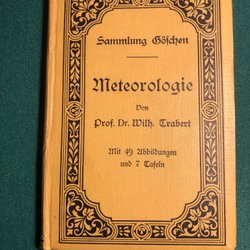 Sammlung Göschen
Meteorologie
Von
Prof. Dr. Wilh. Trabert
Mit 49 Abbildungen
und 7 Tafeln